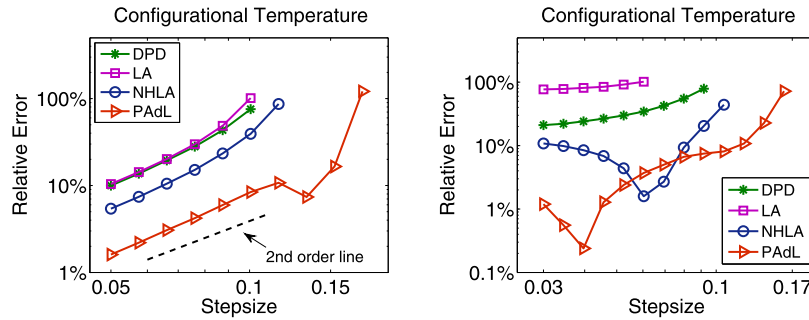 Configurational Temperature
Relative Error
100%
10%
1%
DPD
LA
NHLA
PAdL
2nd order line
0.05
0.1
0.15
Stepsize
Configurational Temperature
Relative Error
100%
10%
1%
0.1%
DPD
LA
NHLA
PAdL
0.03
0.1
0.17
Stepsize